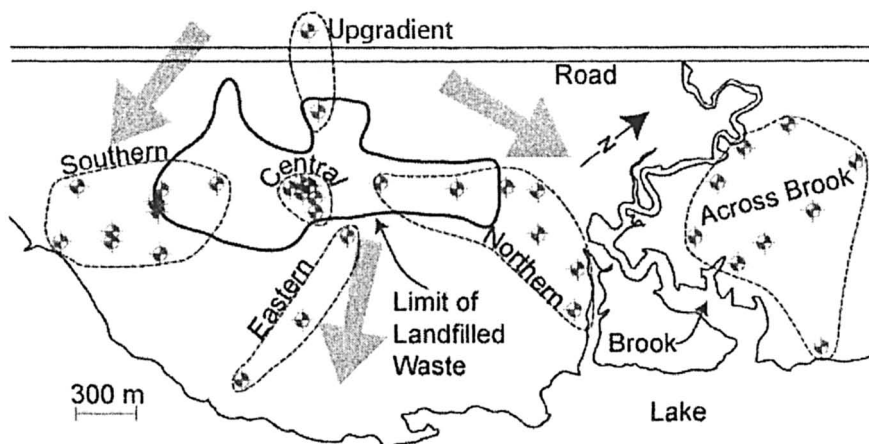 Upgradient
Road
N
Southern
Central
Across Brook
Northern
Eastern
Limit of
Landfilled
Waste
Brook
300 m
Lake